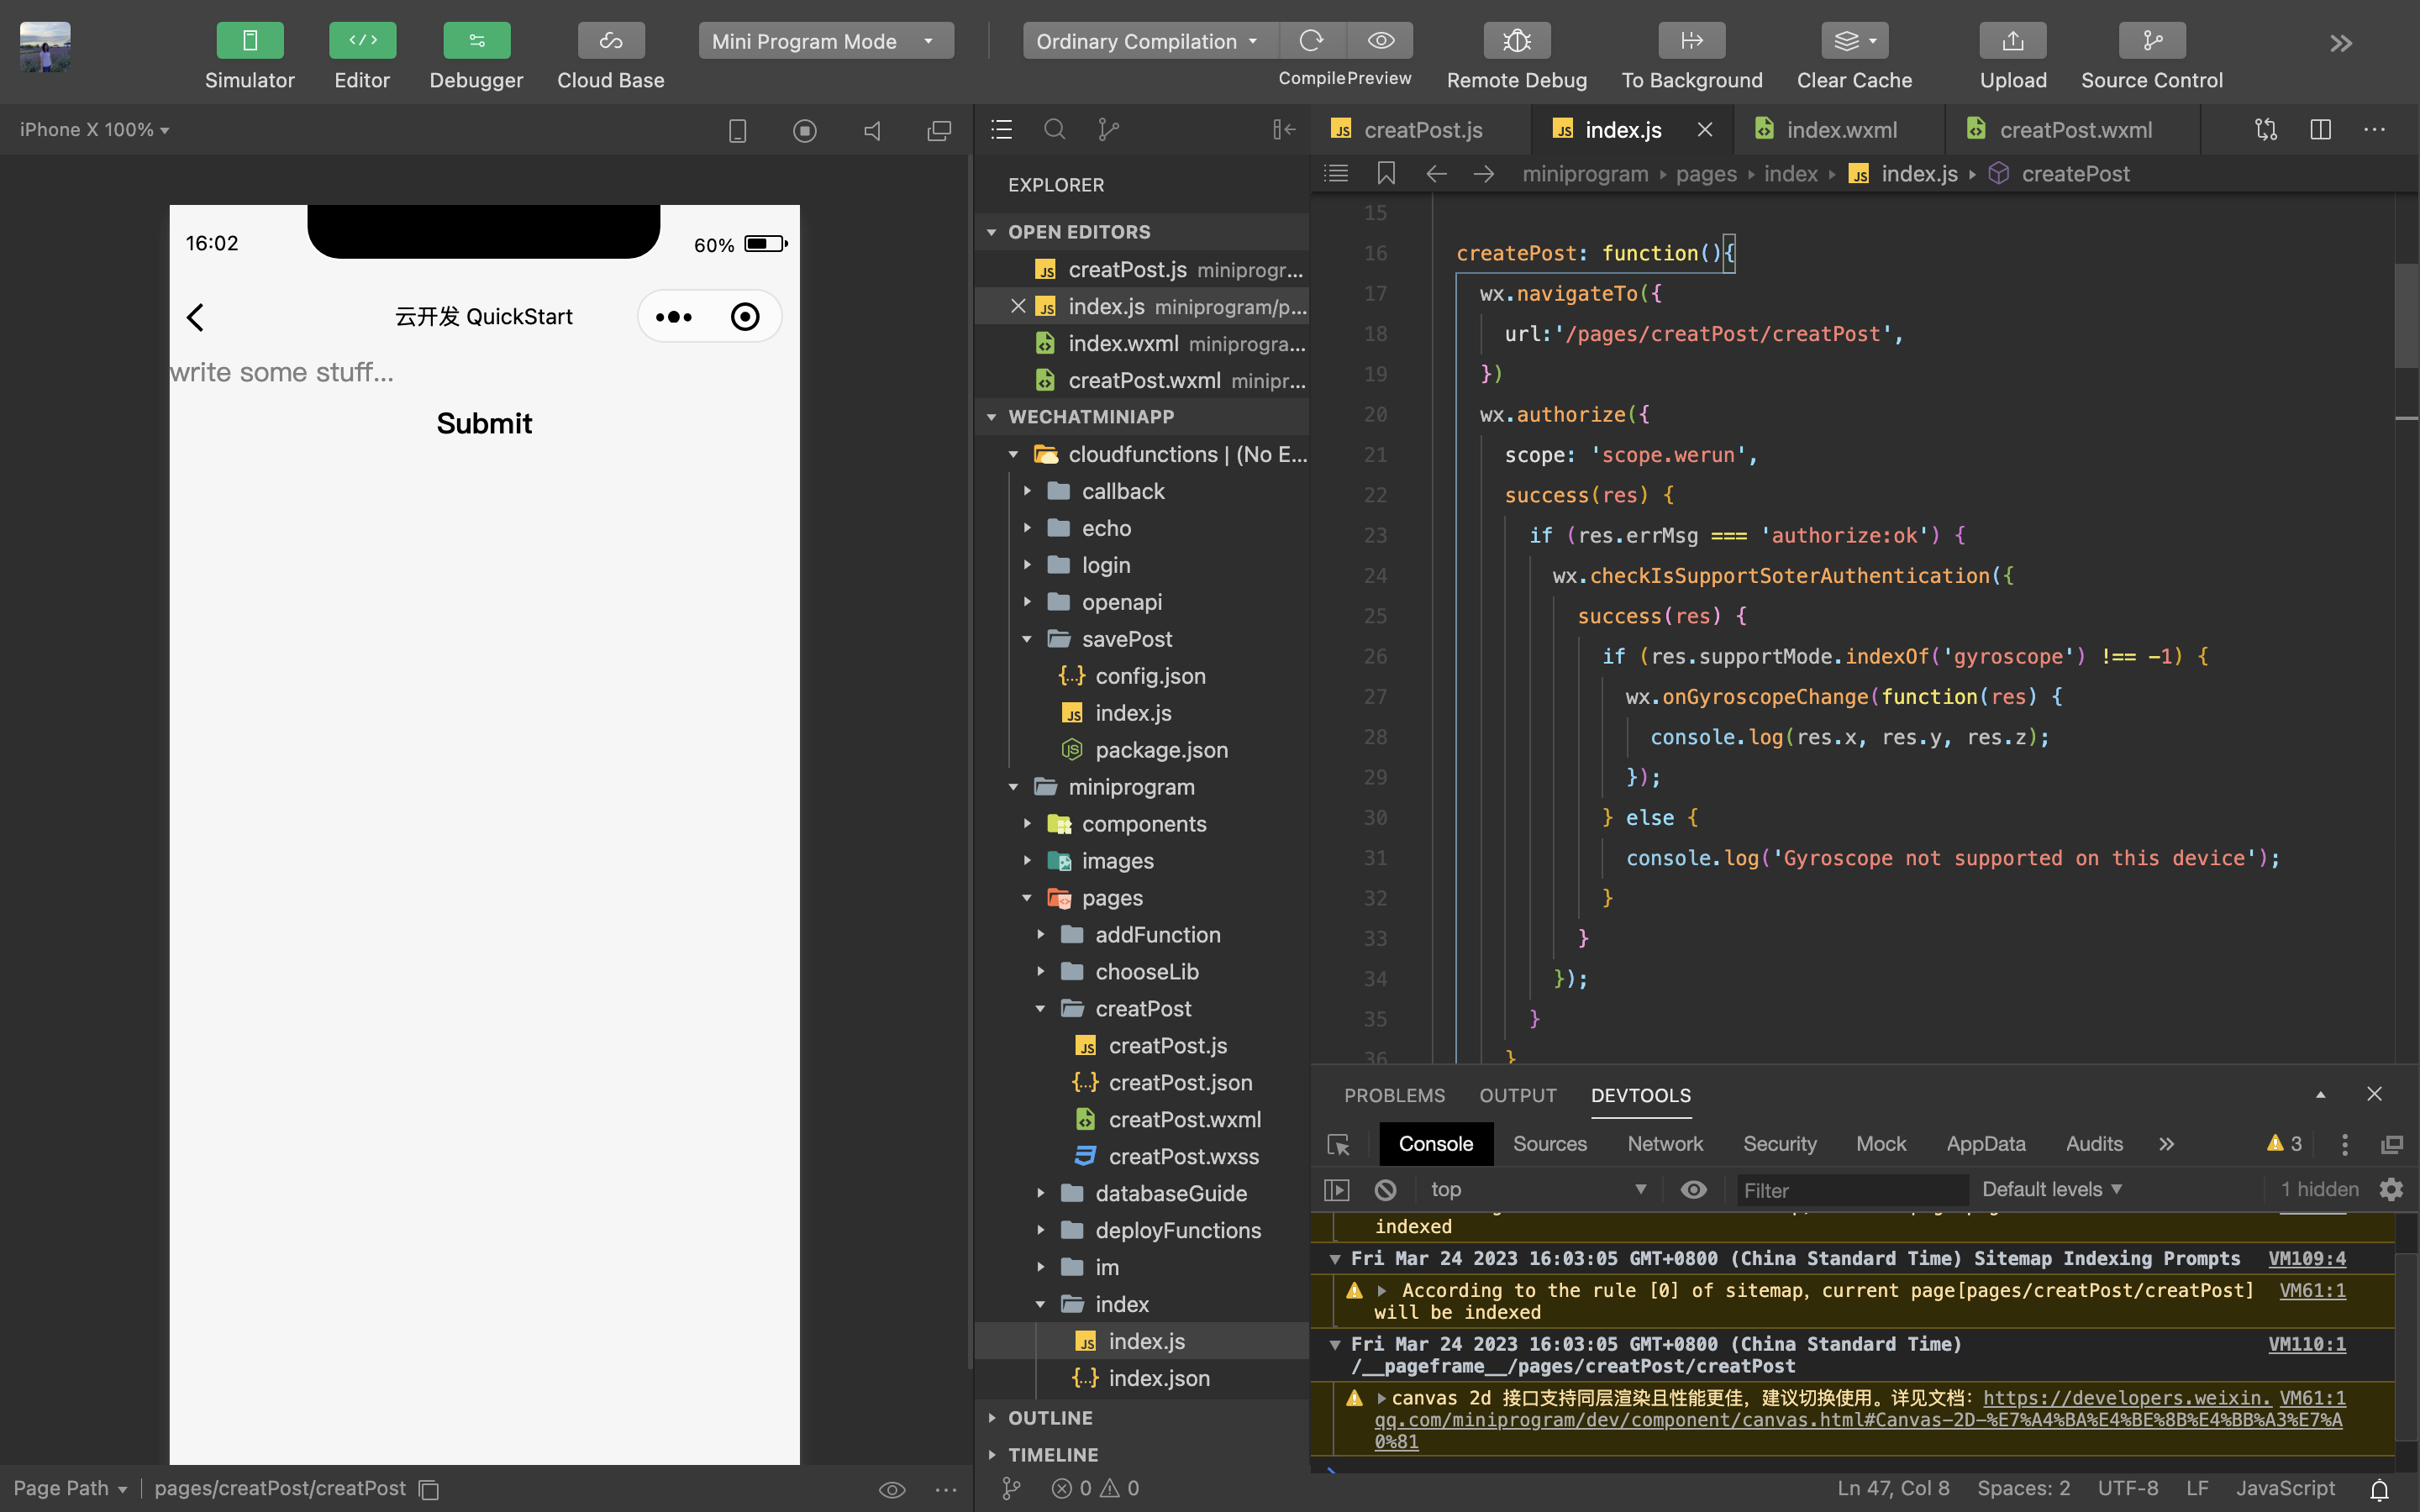 Simulator
Editor
Debugger
Cloud Base
Mini Program Mode
Ordinary Compilation
Compile
Preview
Remote Debug
To Background
Clear Cache
Upload
Source Control
iPhone X 100%
16:02
60%
云开发 QuickStart
write some stuff...
Submit
Page Path
pages/creatPost/creatPost
EXPLORER
OPEN EDITORS
creatPost.js miniprogr...
index.js miniprogram/p...
index.wxml miniprogra...
creatPost.wxml minipr...
WECHATMINIAPP
cloudfunctions | (No E...
callback
echo
login
openapi
savePost
config.json
index.js
package.json
miniprogram
components
images
pages
addFunction
chooseLib
creatPost
creatPost.js
creatPost.json
creatPost.wxml
creatPost.wxss
databaseGuide
deployFunctions
im
index
index.js
index.json
OUTLINE
TIMELINE
0 0
creatPost.js
index.js
index.wxml
creatPost.wxml
miniprogram pages index index.js createPost
15
16 createPost: function(){
17 wx.navigateTo({
18 url:'/pages/creatPost/creatPost',
19 })
20 wx.authorize({
21 scope: 'scope.werun',
22 success(res) {
23 if (res.errMsg === 'authorize:ok') {
24 wx.checkIsSupportSoterAuthentication({
25 success(res) {
26 if (res.supportMode.indexOf('gyroscope') !== -1) {
27 wx.onGyroscopeChange(function(res) {
28 console.log(res.x, res.y, res.z);
29 });
30 } else {
31 console.log('Gyroscope not supported on this device');
32 }
33 }
34 });
35 }
36 }
PROBLEMS OUTPUT DEVTOOLS
Console Sources Network Security Mock AppData Audits 3
top Filter Default levels 1 hidden
indexed
Fri Mar 24 2023 16:03:05 GMT+0800 (China Standard Time) Sitemap Indexing Prompts VM109:4
According to the rule [0] of sitemap, current page[pages/creatPost/creatPost] VM61:1
will be indexed
Fri Mar 24 2023 16:03:05 GMT+0800 (China Standard Time) VM110:1
/__pageframe__/pages/creatPost/creatPost
canvas 2d 接口支持同层渲染且性能更佳，建议切换使用。详见文档：https://developers.weixin. VM61:1
qq.com/miniprogram/dev/component/canvas.html#Canvas-2D-%E7%A4%BA%E4%BE%8B%E4%BB%A3%E7%A
0%81
Ln 47, Col 8 Spaces: 2 UTF-8 LF JavaScript